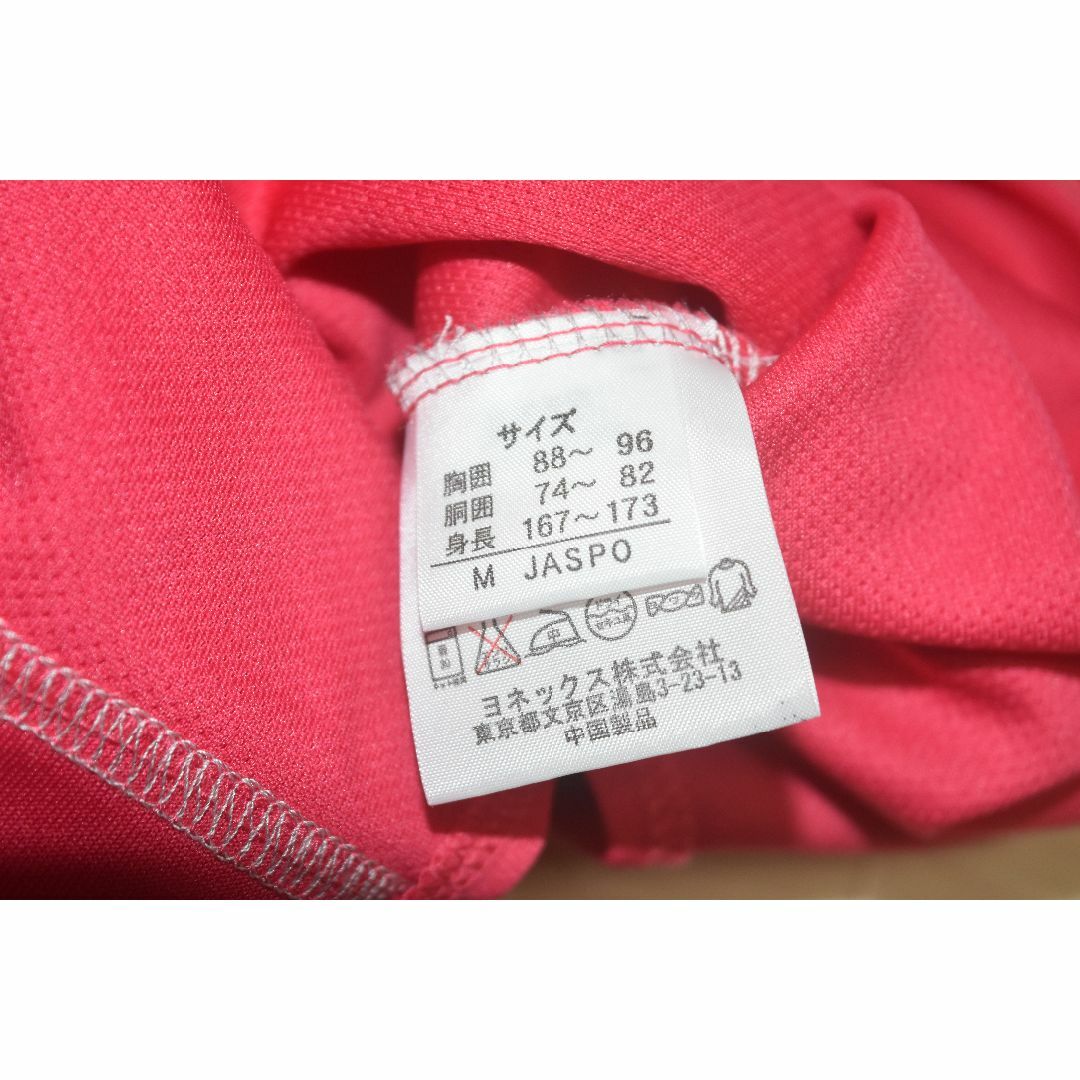 サイズ
胸囲 88～ 96
胴囲 74～ 82
身長 167～173
M JASPO
中
ヨネックス株式会社
東京都文京区湯島3-23-13
中国製品